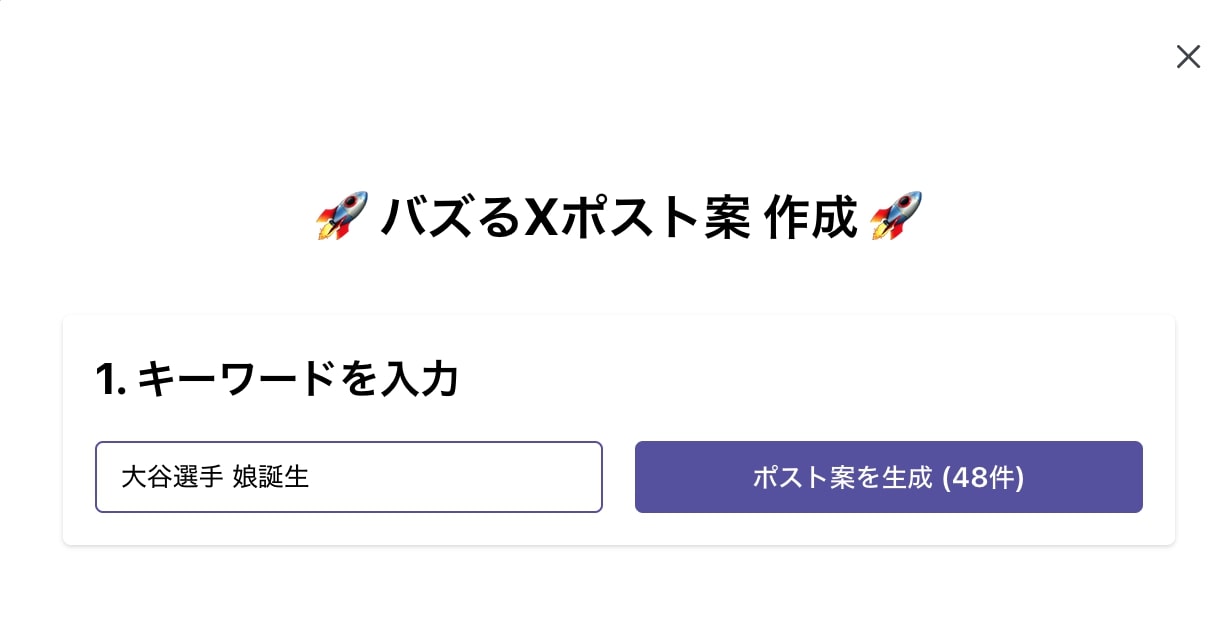 🚀 バズるXポスト案 作成 🚀
1. キーワードを入力
大谷選手 娘誕生
ポスト案を生成 (48件)